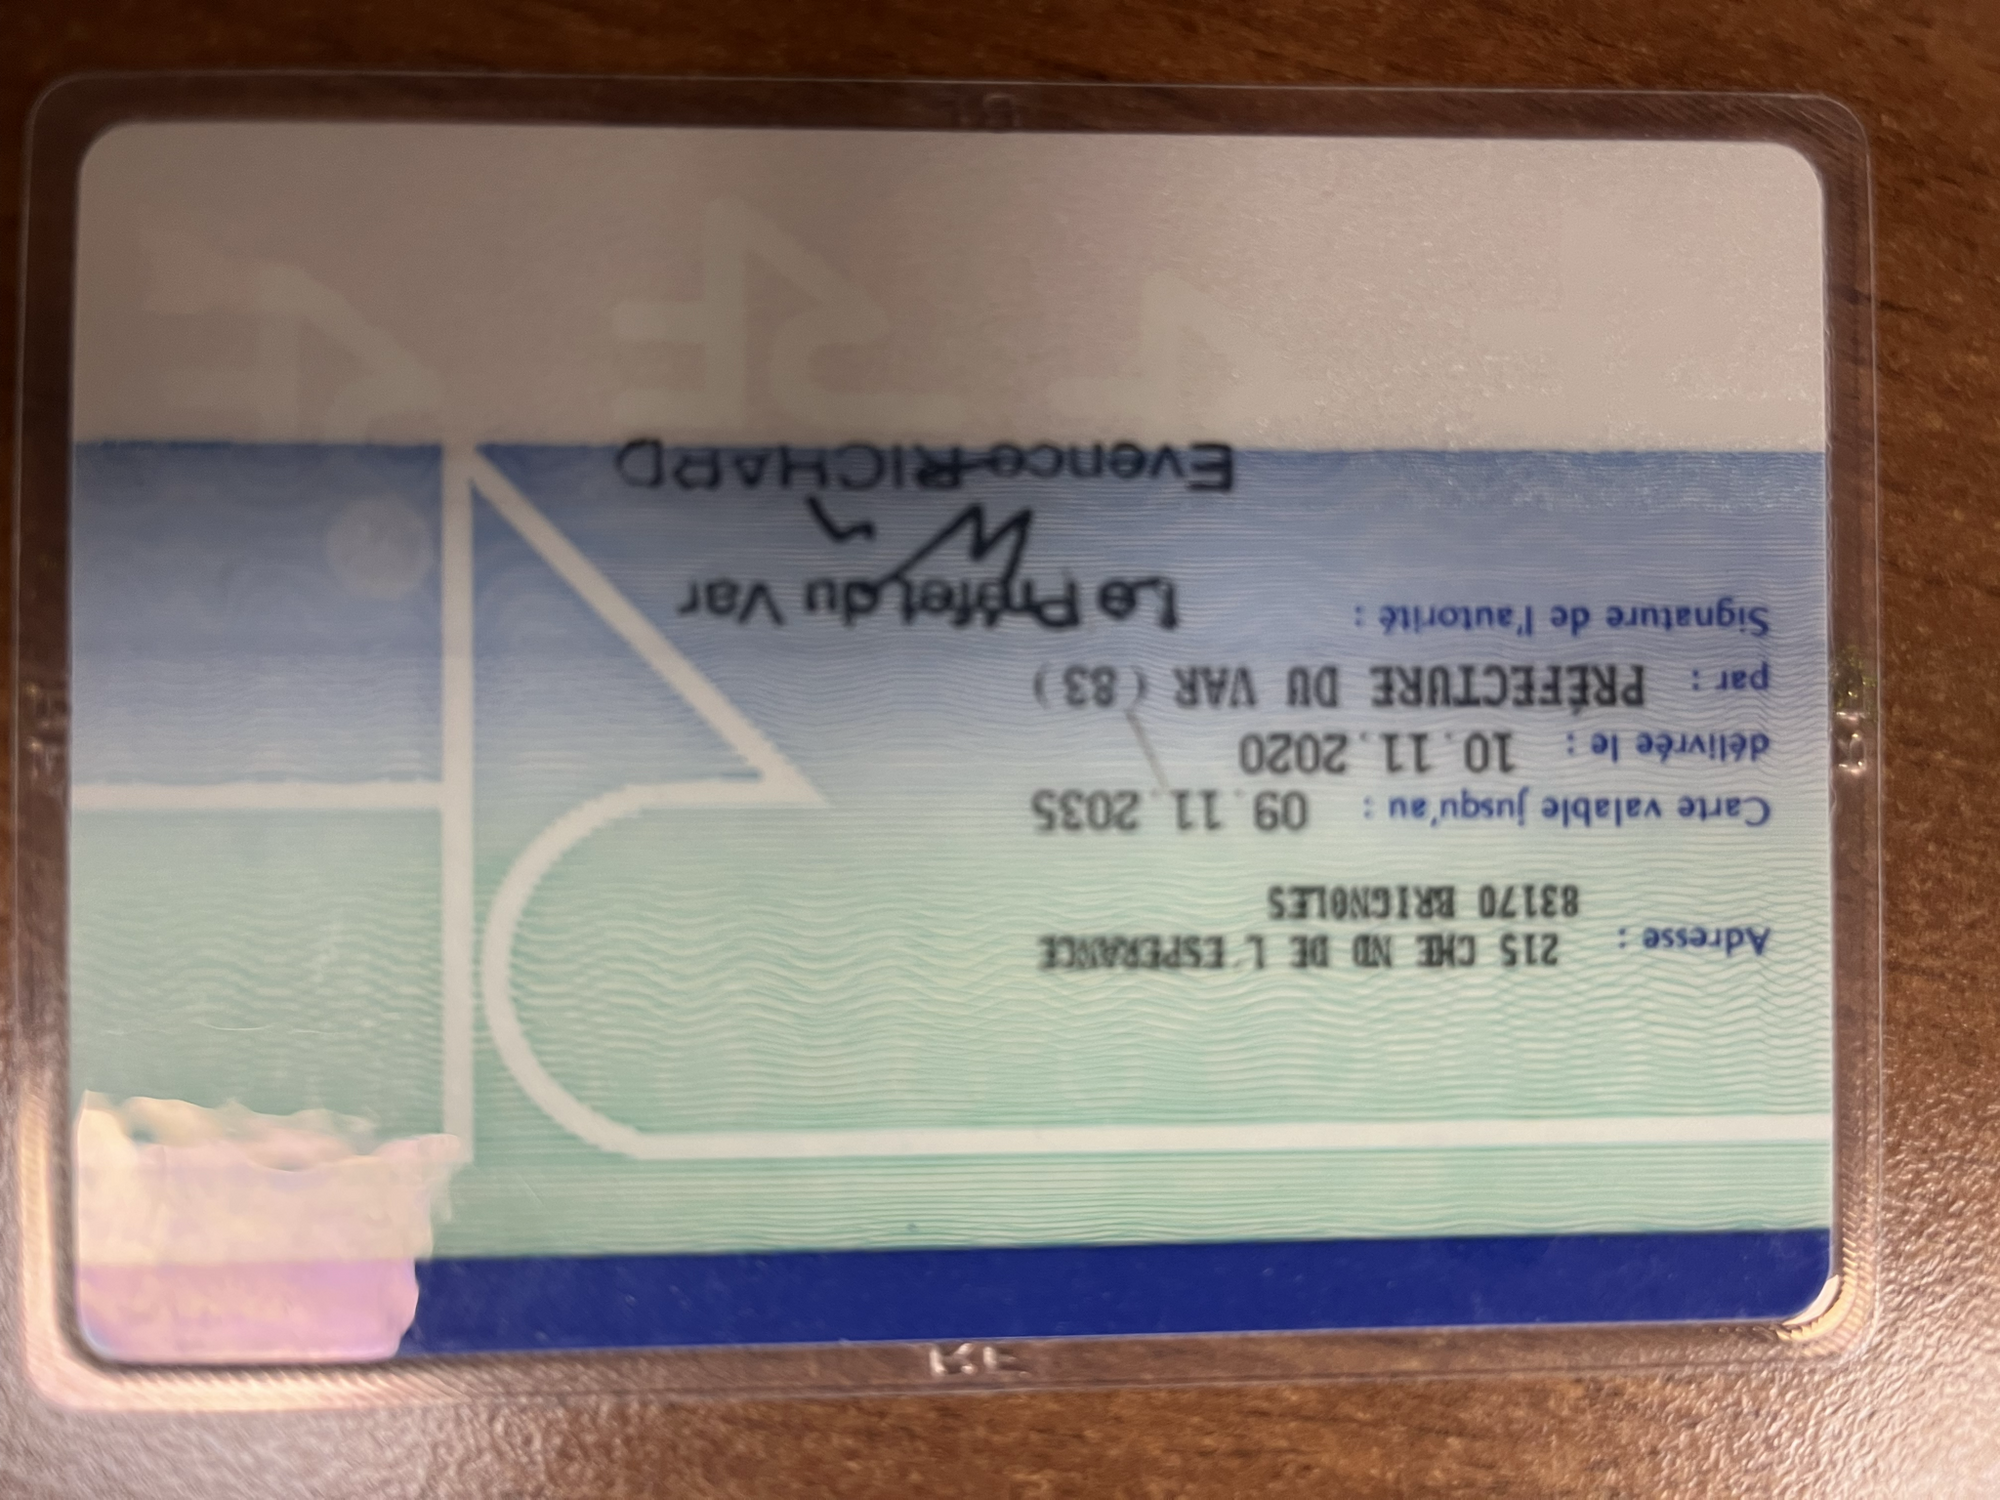 Adresse : 215 CHE ND DE L'ESPERANCE
83170 BRIGNOLES
Carte valable jusqu'au : 09.11.2035
délivrée le : 10.11.2020
par : PRÉFECTURE DU VAR (83)
Signature de l'autorité : Le Préfet du Var
Evence RICHARD
RF